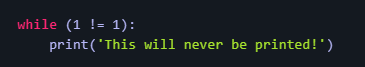 while (1 != 1):
    print('This will never be printed!')